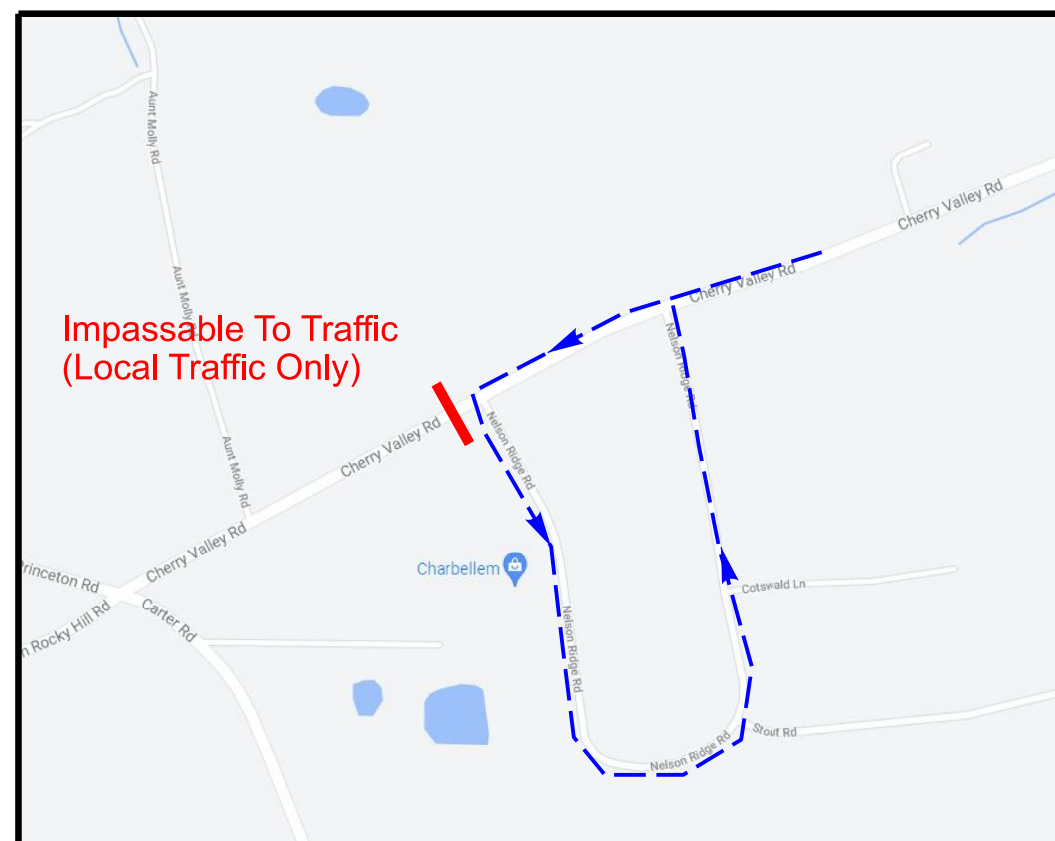 Aunt Molly Rd
Cherry Valley Rd
Aunt Molly Rd
Cherry Valley Rd
Impassable To Traffic
(Local Traffic Only)
Nelson Ridge Rd
Nelson Ridge Rd
Cherry Valley Rd
Aunt Molly Rd
Cherry Valley Rd
Charbellem
Princeton Rd
Cotswald Ln
Carter Rd
n Rocky Hill Rd
Nelson Ridge Rd
Stout Rd
Nelson Ridge Rd